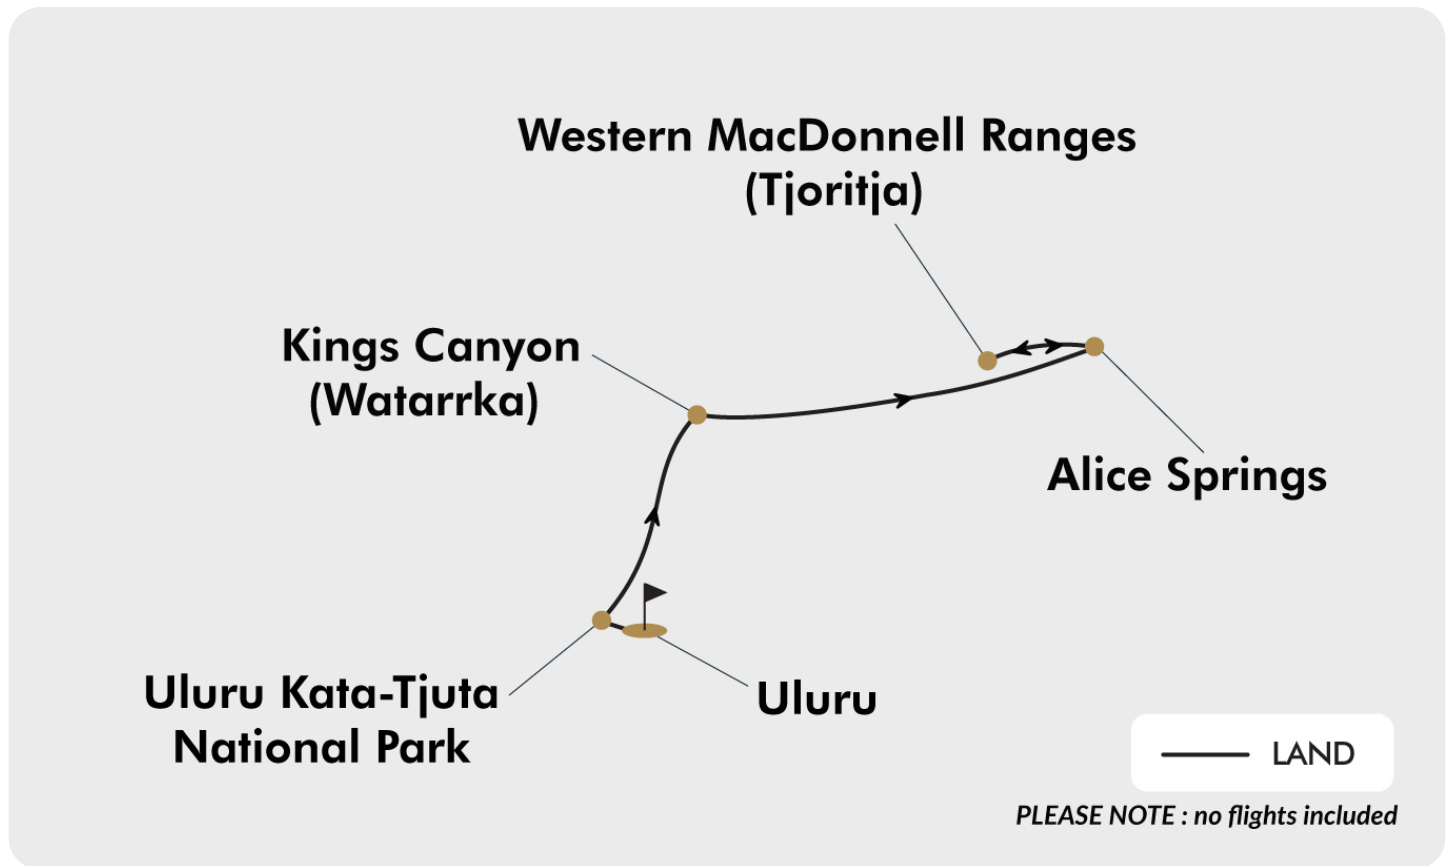 Western MacDonnell Ranges
(Tjoritja)
Kings Canyon
(Watarrka)
Alice Springs
Uluru Kata-Tjuta
National Park
Uluru
LAND
PLEASE NOTE : no flights included